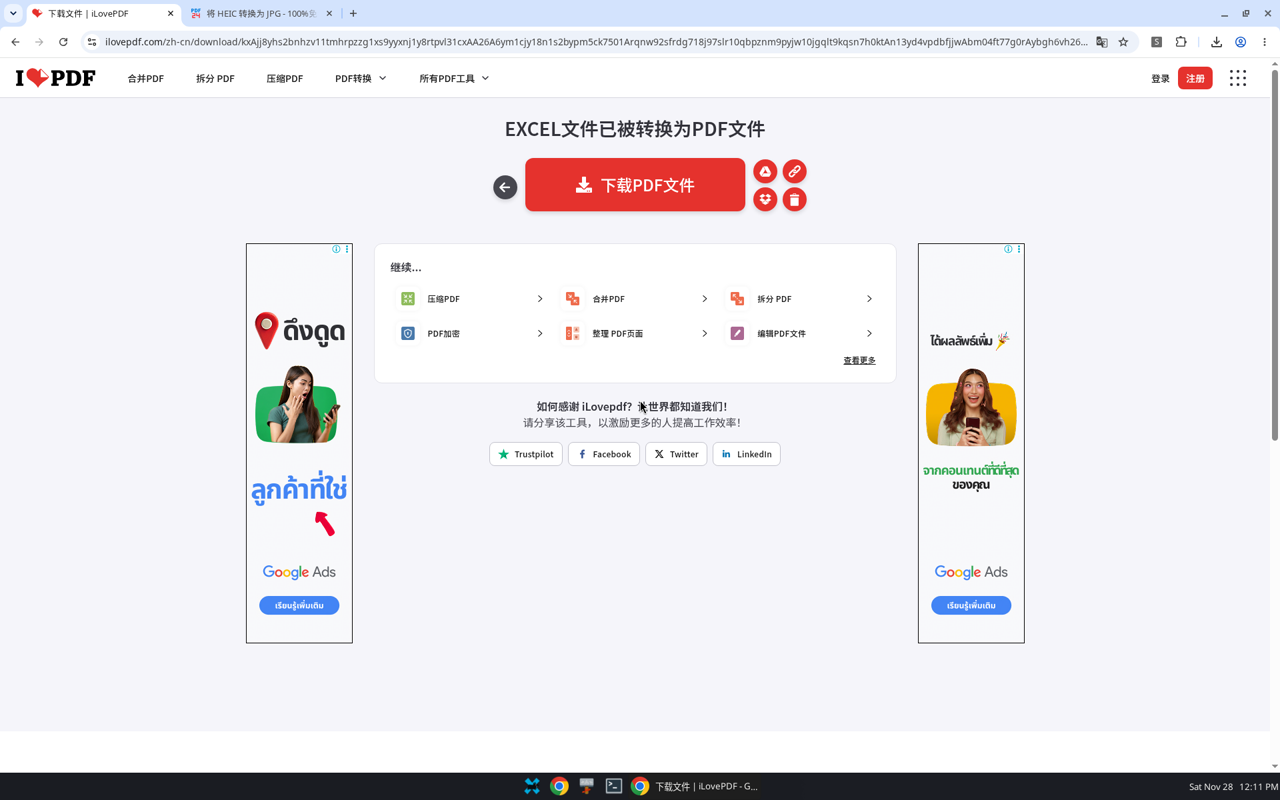 下载文件 | iLovePDF
将 HEIC 转换为 JPG - 100%免
ilovepdf.com/zh-cn/download/kxAjj8yhs2bnhzv11tmhrpzzg1xs9yyxnj1y8rtpvl31cxAA26A6ym1cjy18n1s2bypm5ck7501Arqnw92sfrdg718j97slr10qbpznm9pyjw10jgqlt9kqsn7h0ktAn13yd4vpdbfjjwAbm04ft77g0rAybgh6vh26...
I PDF
合并PDF
拆分 PDF
压缩PDF
PDF转换
所有PDF工具
登录
注册
EXCEL文件已被转换为PDF文件
下载PDF文件
继续...
压缩PDF
合并PDF
拆分 PDF
PDF加密
整理 PDF页面
编辑PDF文件
查看更多
如何感谢 iLovepdf? 让世界都知道我们!
请分享该工具，以激励更多的人提高工作效率！
Trustpilot
Facebook
Twitter
LinkedIn
ดึงดูด
ลูกค้าที่ใช่
Google Ads
เรียนรู้เพิ่มเติม
ได้ผลลัพธ์เพิ่ม
จากคอนเทนต์ที่ดีที่สุด
ของคุณ
Google Ads
เรียนรู้เพิ่มเติม
下载文件 | iLovePDF - G...
Sat Nov 28 12:11 PM